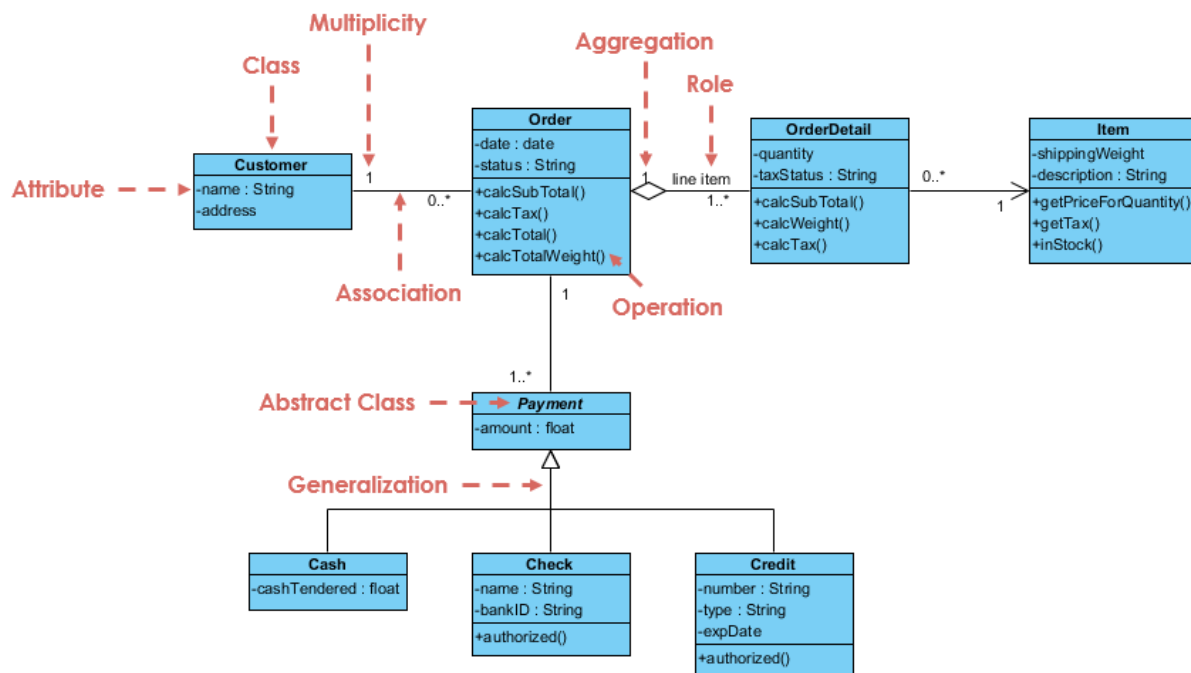 Multiplicity
Aggregation
Class
Role
Order
-date : date
-status : String
+calcSubTotal()
+calcTax()
+calcTotal()
+calcTotalWeight()
OrderDetail
-quantity
-taxStatus : String
+calcSubTotal()
+calcWeight()
+calcTax()
Item
-shippingWeight
-description : String
+getPriceForQuantity()
+getTax()
+inStock()
Customer
-name : String
-address
Attribute
1
0..*
1
line item
1..*
0..*
1
Association
Operation
1
1..*
Abstract Class
Payment
-amount : float
Generalization
Cash
-cashTendered : float
Check
-name : String
-bankID : String
+authorized()
Credit
-number : String
-type : String
-expDate
+authorized()